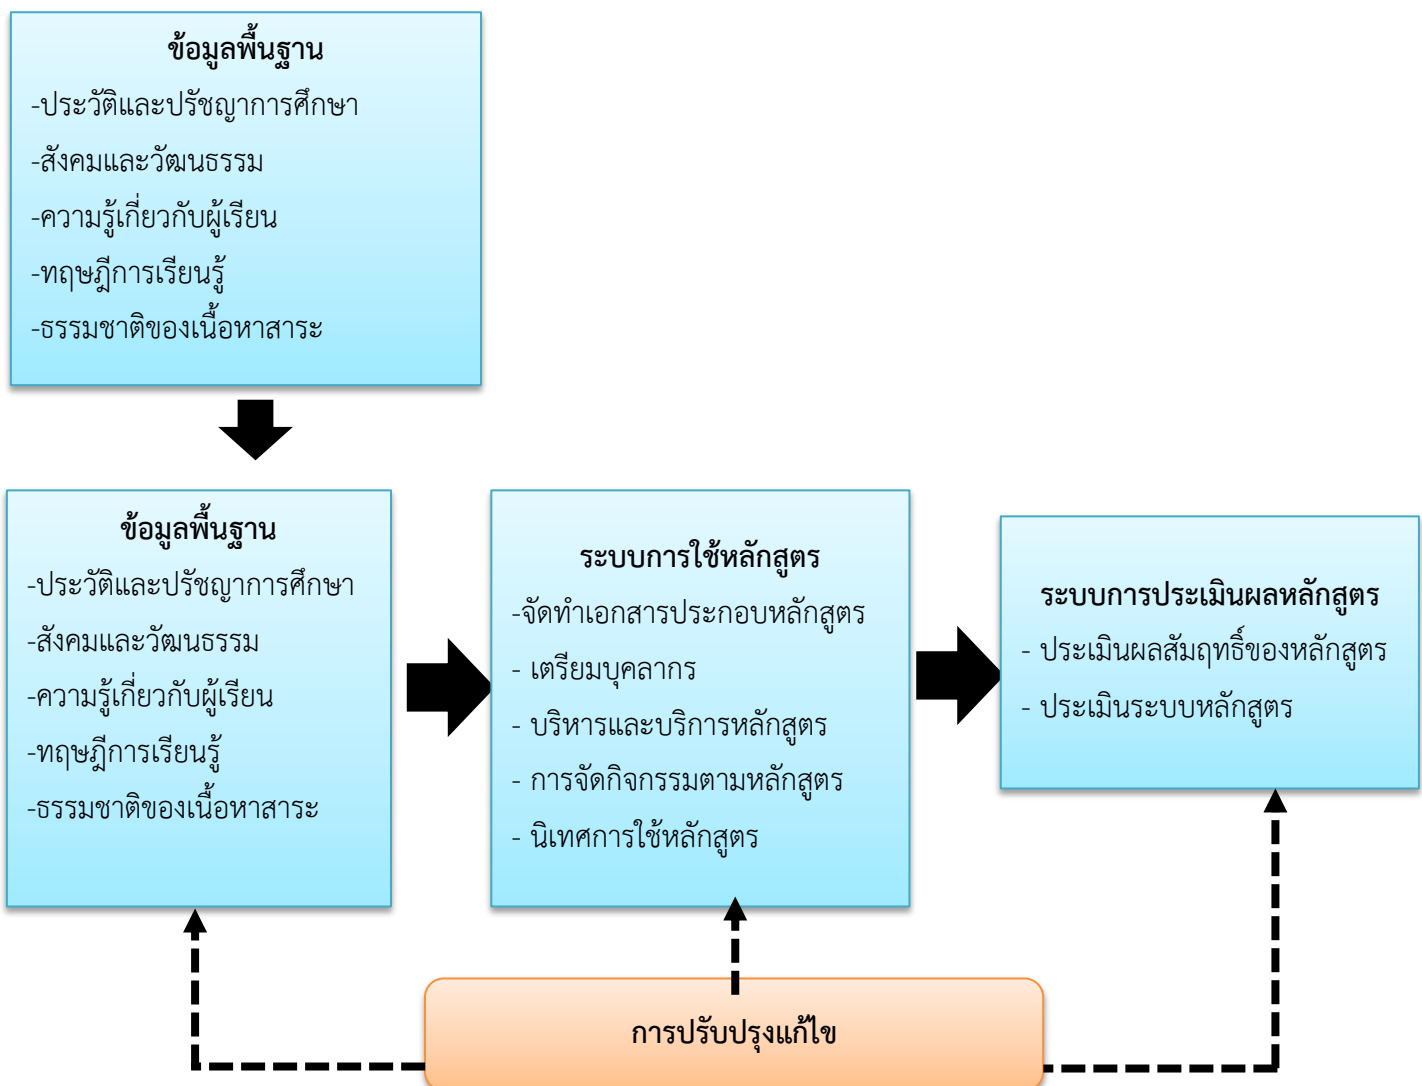 ข้อมูลพื้นฐาน
-ประวัติและปรัชญาการศึกษา
-สังคมและวัฒนธรรม
-ความรู้เกี่ยวกับผู้เรียน
-ทฤษฎีการเรียนรู้
-ธรรมชาติของเนื้อหาสาระ
ข้อมูลพื้นฐาน
-ประวัติและปรัชญาการศึกษา
-สังคมและวัฒนธรรม
-ความรู้เกี่ยวกับผู้เรียน
-ทฤษฎีการเรียนรู้
-ธรรมชาติของเนื้อหาสาระ
ระบบการใช้หลักสูตร
-จัดทำเอกสารประกอบหลักสูตร
- เตรียมบุคลากร
- บริหารและบริการหลักสูตร
- การจัดกิจกรรมตามหลักสูตร
- นิเทศการใช้หลักสูตร
ระบบการประเมินผลหลักสูตร
- ประเมินผลสัมฤทธิ์ของหลักสูตร
- ประเมินระบบหลักสูตร
การปรับปรุงแก้ไข